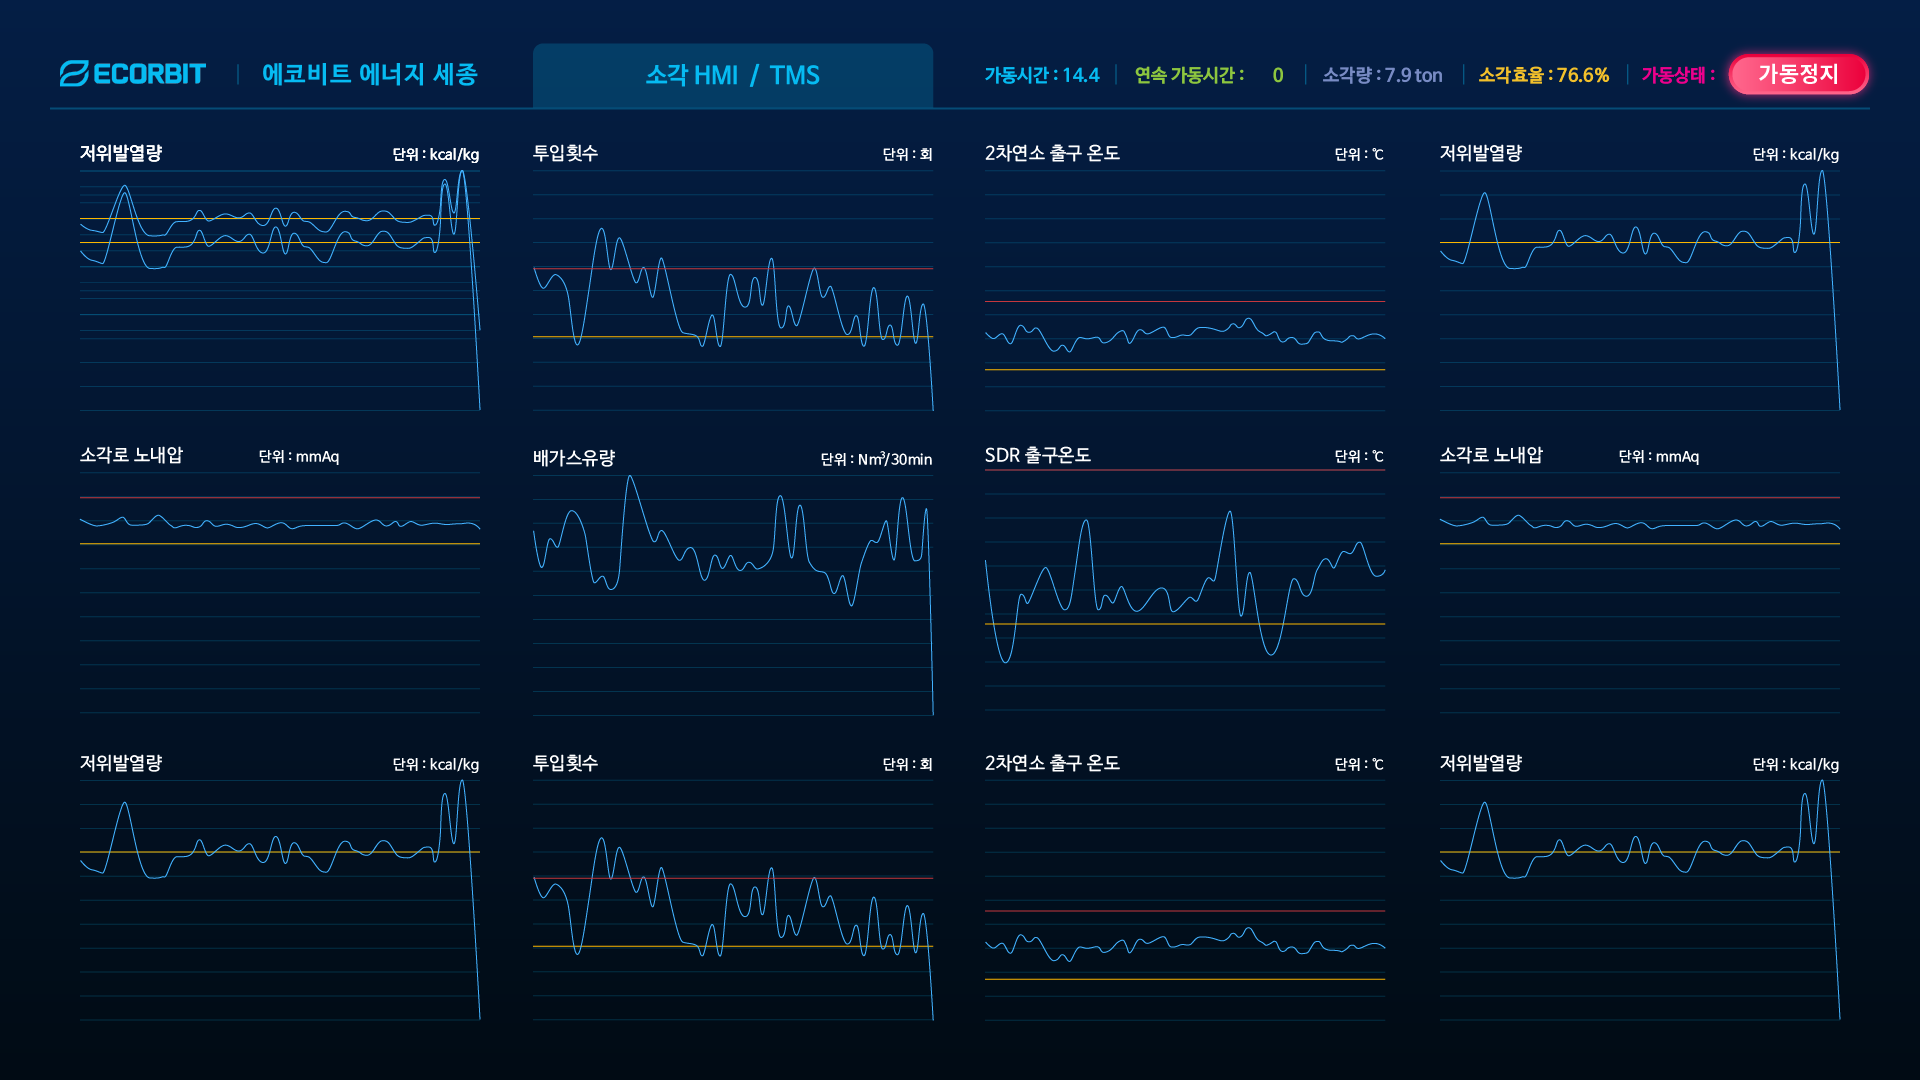 ECORBIT 에코비트 에너지 세종
소각 HMI / TMS
가동시간 : 14.4
연속 가동시간 : 0
소각량 : 7.9 ton
소각효율 : 76.6%
가동상태 : 가동정지
저위발열량 단위 : kcal/kg
투입횟수 단위 : 회
2차연소 출구 온도 단위 : ℃
저위발열량 단위 : kcal/kg
소각로 노내압 단위 : mmAq
배가스유량 단위 : Nm³/30min
SDR 출구온도 단위 : ℃
소각로 노내압 단위 : mmAq
저위발열량 단위 : kcal/kg
투입횟수 단위 : 회
2차연소 출구 온도 단위 : ℃
저위발열량 단위 : kcal/kg